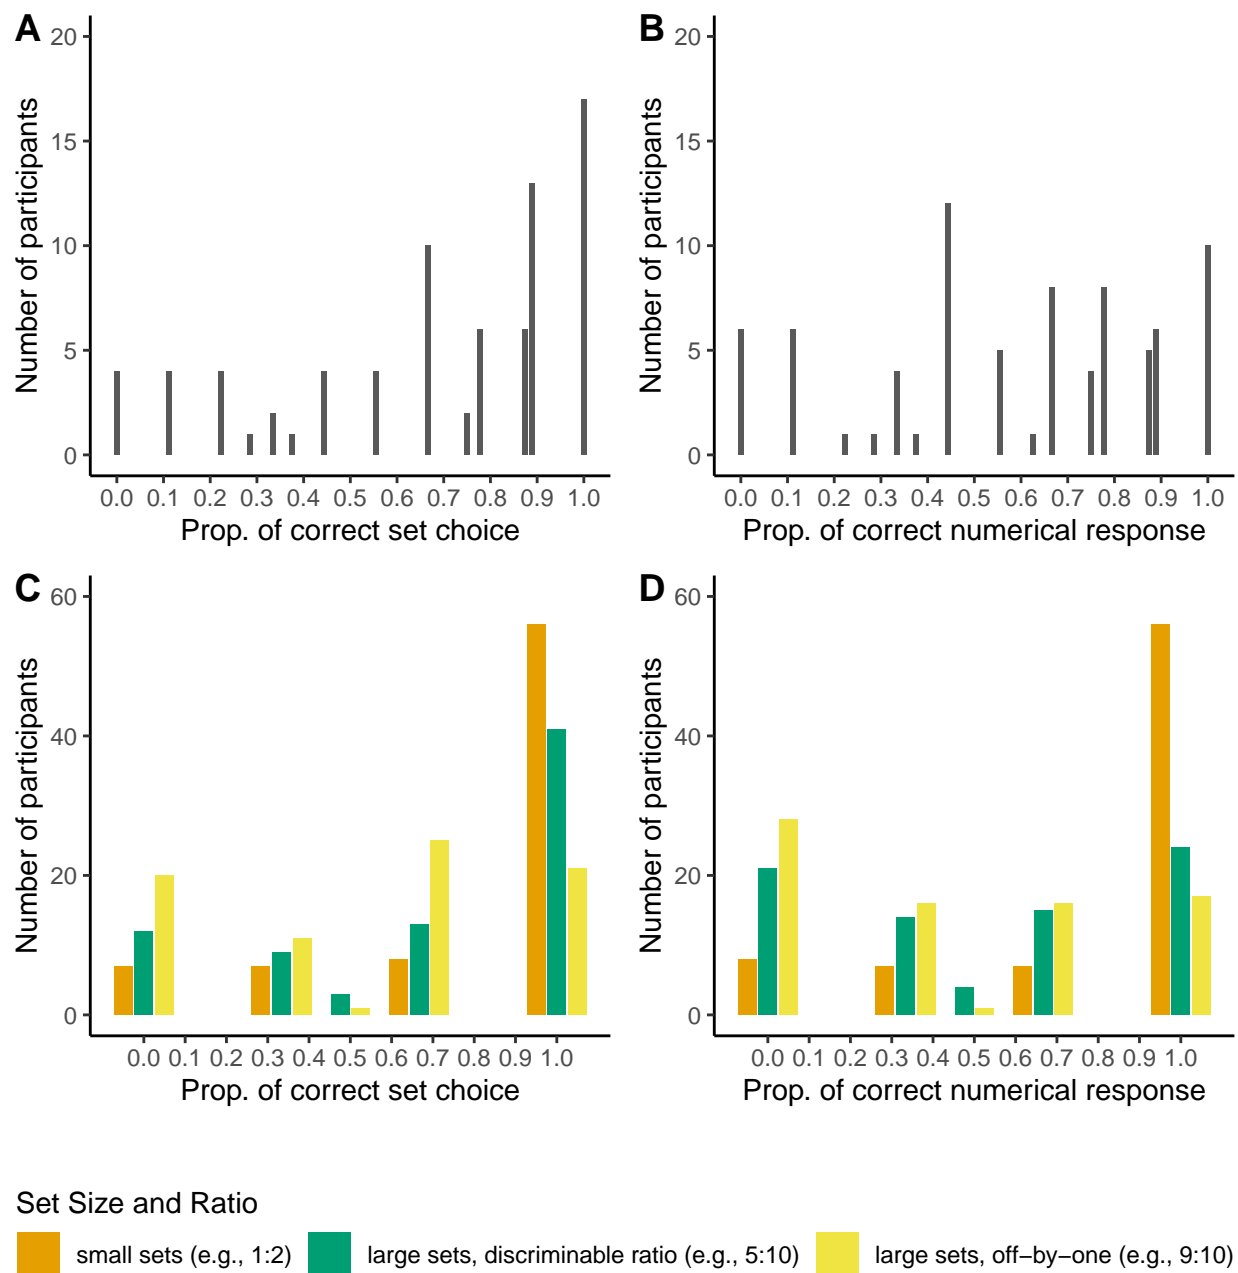 A
B
20
15
10
5
0
Number of participants
0.0 0.1 0.2 0.3 0.4 0.5 0.6 0.7 0.8 0.9 1.0
Prop. of correct set choice
20
15
10
5
0
Number of participants
0.0 0.1 0.2 0.3 0.4 0.5 0.6 0.7 0.8 0.9 1.0
Prop. of correct numerical response
C
D
60
40
20
0
Number of participants
0.0 0.1 0.2 0.3 0.4 0.5 0.6 0.7 0.8 0.9 1.0
Prop. of correct set choice
60
40
20
0
Number of participants
0.0 0.1 0.2 0.3 0.4 0.5 0.6 0.7 0.8 0.9 1.0
Prop. of correct numerical response
Set Size and Ratio
small sets (e.g., 1:2) large sets, discriminable ratio (e.g., 5:10) large sets, off−by−one (e.g., 9:10)